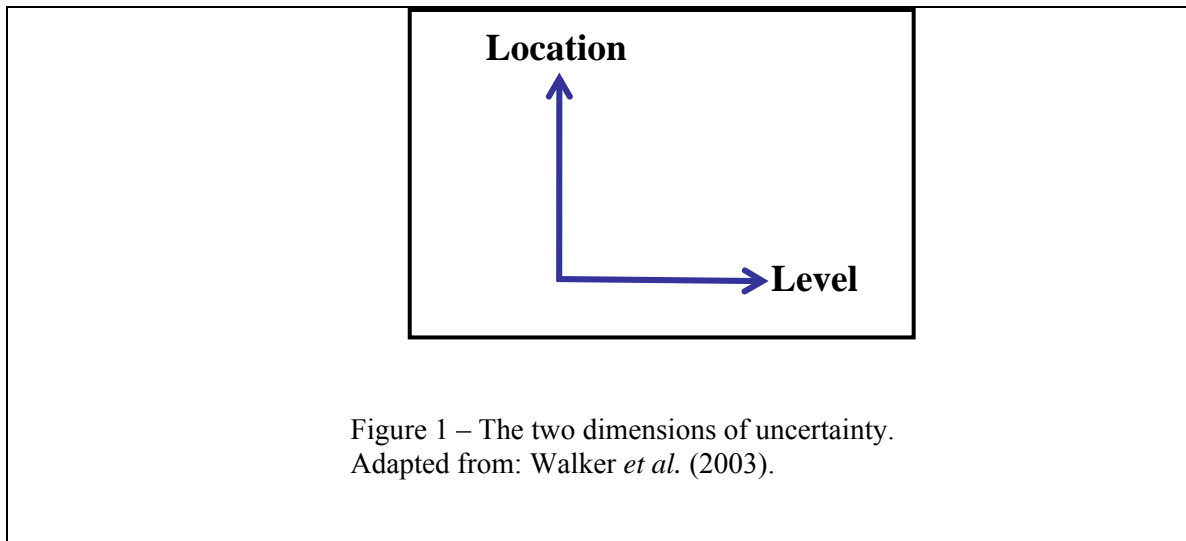 Location
Level
Figure 1 – The two dimensions of uncertainty.
Adapted from: Walker et al. (2003).